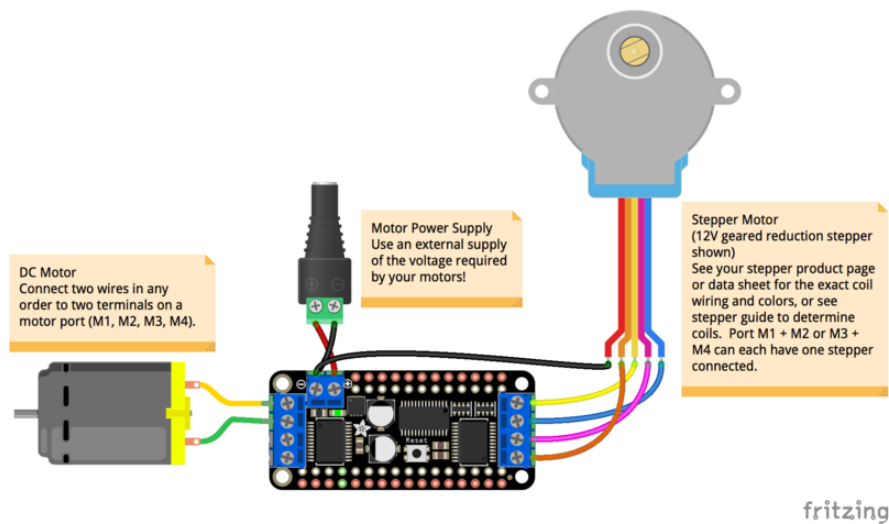 DC Motor
Connect two wires in any
order to two terminals on a
motor port (M1, M2, M3, M4).
Motor Power Supply
Use an external supply
of the voltage required
by your motors!
Stepper Motor
(12V geared reduction stepper
shown)
See your stepper product page
or data sheet for the exact coil
wiring and colors, or see
stepper guide to determine
coils. Port M1 + M2 or M3 +
M4 can each have one stepper
connected.
Reset
fritzing